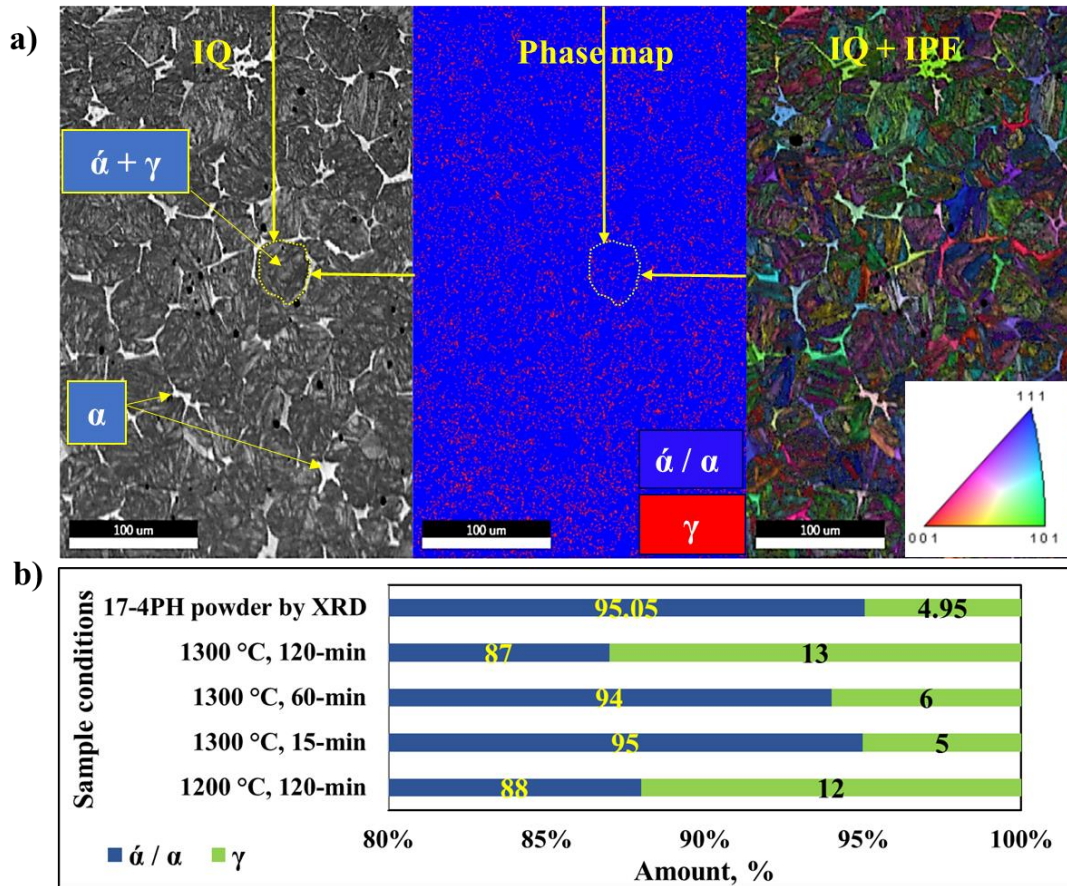 a)
IQ
Phase map
IQ + IPF
ά + γ
α
ά / α
γ
100 um
100 um
100 um
111
001
101
b)
Sample conditions
17-4PH powder by XRD
95.05
4.95
1300 °C, 120-min
87
13
1300 °C, 60-min
94
6
1300 °C, 15-min
95
5
1200 °C, 120-min
88
12
80%
85%
90%
95%
100%
ά / α
γ
Amount, %